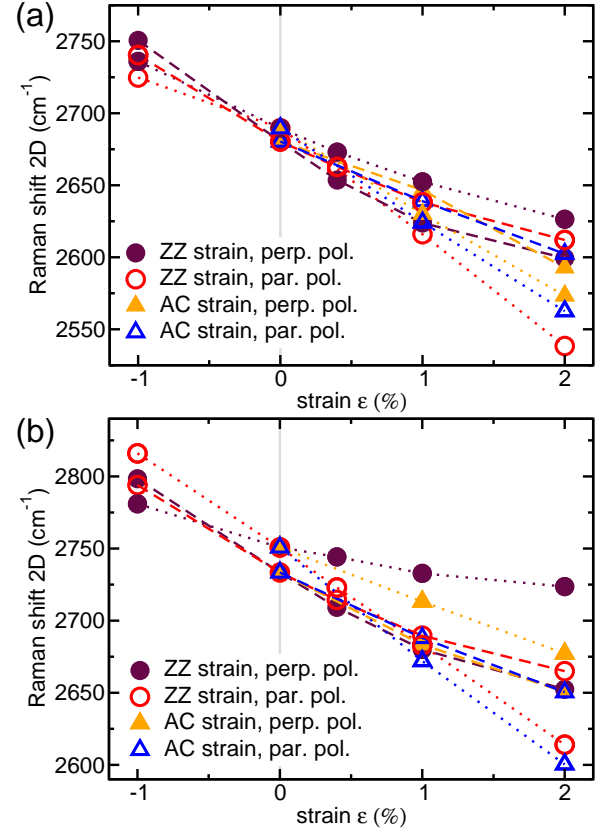 (a)
2750
2700
2650
2600
2550
Raman shift 2D (cm⁻¹)
ZZ strain, perp. pol.
ZZ strain, par. pol.
AC strain, perp. pol.
AC strain, par. pol.
-1
0
1
2
strain ε (%)
(b)
2800
2750
2700
2650
2600
Raman shift 2D (cm⁻¹)
ZZ strain, perp. pol.
ZZ strain, par. pol.
AC strain, perp. pol.
AC strain, par. pol.
-1
0
1
2
strain ε (%)